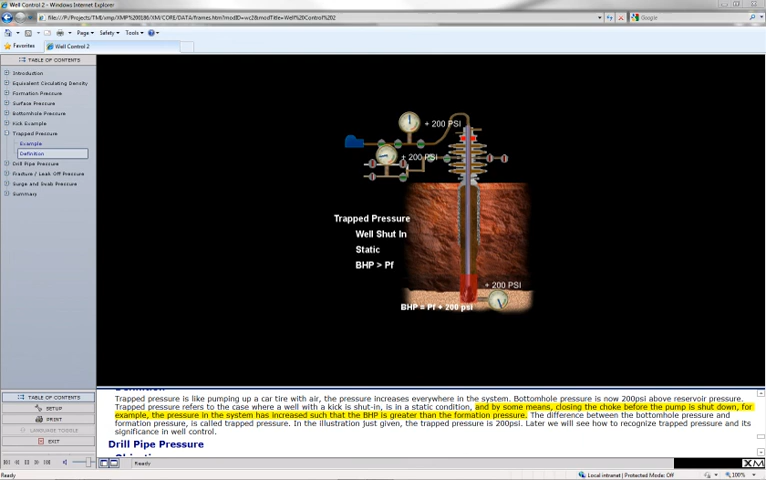 Well Control 2 - Windows Internet Explorer
Google
Page
Safety
Tools
Favorites
Well Control 2
TABLE OF CONTENTS
Introduction
Equivalent Circulating Density
Formation Pressure
Surface Pressure
Bottomhole Pressure
Kick Example
Trapped Pressure
Example
Definition
Drill Pipe Pressure
Fracture / Leak Off Pressure
Surge and Swab Pressure
Summary
+ 200 PSI
+ 200 PSI
Trapped Pressure
Well Shut In
Static
BHP > Pf
+ 200 PSI
BHP = Pf + 200 psi
TABLE OF CONTENTS
SETUP
PRINT
LANGUAGE TOGGLE
EXIT
Trapped pressure is like pumping up a car tire with air, the pressure increases everywhere in the system. Bottomhole pressure is now 200psi above reservoir pressure.
Trapped pressure refers to the case where a well with a kick is shut-in, is in a static condition, and by some means, closing the choke before the pump is shut down, for
example, the pressure in the system has increased such that the BHP is greater than the formation pressure. The difference between the bottomhole pressure and
formation pressure, is called trapped pressure. In the illustration just given, the trapped pressure is 200psi. Later we will see how to recognize trapped pressure and its
significance in well control.
Drill Pipe Pressure
Ready
XM
Ready
Local intranet | Protected Mode: Off
100%